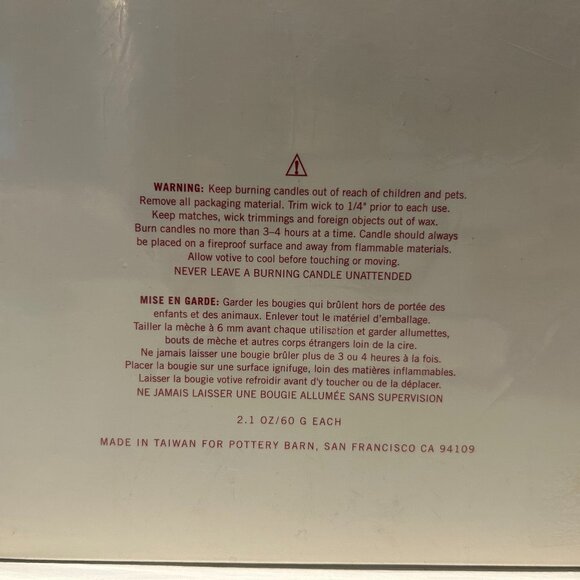 WARNING: Keep burning candles out of reach of children and pets.
Remove all packaging material. Trim wick to 1/4" prior to each use.
Keep matches, wick trimmings and foreign objects out of wax.
Burn candles no more than 3–4 hours at a time. Candle should always
be placed on a fireproof surface and away from flammable materials.
Allow votive to cool before touching or moving.
NEVER LEAVE A BURNING CANDLE UNATTENDED
MISE EN GARDE: Garder les bougies qui brûlent hors de portée des
enfants et des animaux. Enlever tout le matériel d'emballage.
Tailler la mèche à 6 mm avant chaque utilisation et garder allumettes,
bouts de mèche et autres corps étrangers loin de la cire.
Ne jamais laisser une bougie brûler plus de 3 ou 4 heures à la fois.
Placer la bougie sur une surface ignifuge, loin des matières inflammables.
Laisser la bougie votive refroidir avant d'y toucher ou de la déplacer.
NE JAMAIS LAISSER UNE BOUGIE ALLUMÉE SANS SUPERVISION
2.1 OZ/60 G EACH
MADE IN TAIWAN FOR POTTERY BARN, SAN FRANCISCO CA 94109